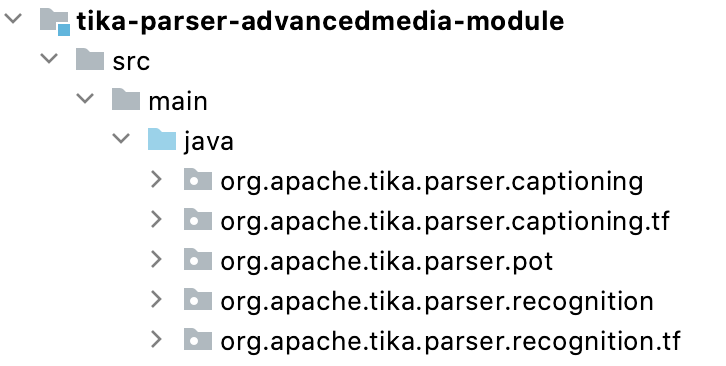 tika-parser-advancedmedia-module
src
main
java
org.apache.tika.parser.captioning
org.apache.tika.parser.captioning.tf
org.apache.tika.parser.pot
org.apache.tika.parser.recognition
org.apache.tika.parser.recognition.tf